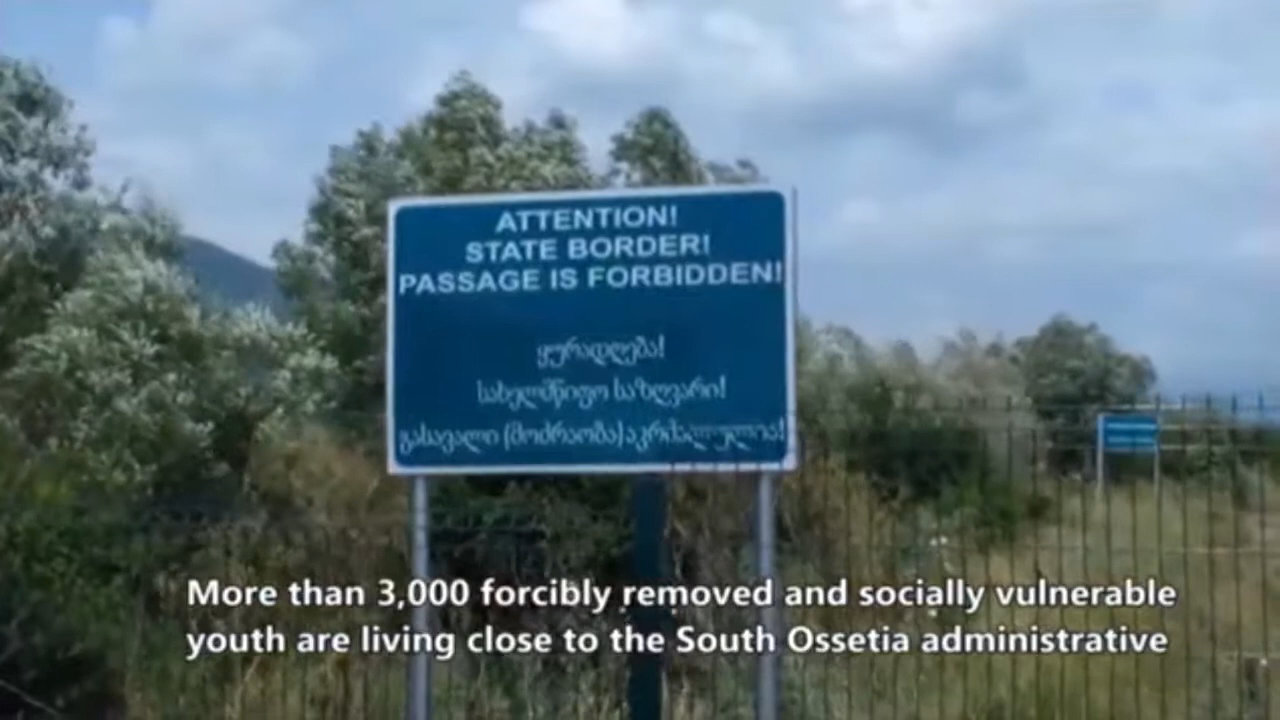 ATTENTION!
STATE BORDER!
PASSAGE IS FORBIDDEN!
ყურადღება!
სახელმწიფო საზღვარი!
გასავალი (მოძრაობა) აკრძალულია!
More than 3,000 forcibly removed and socially vulnerable
youth are living close to the South Ossetia administrative